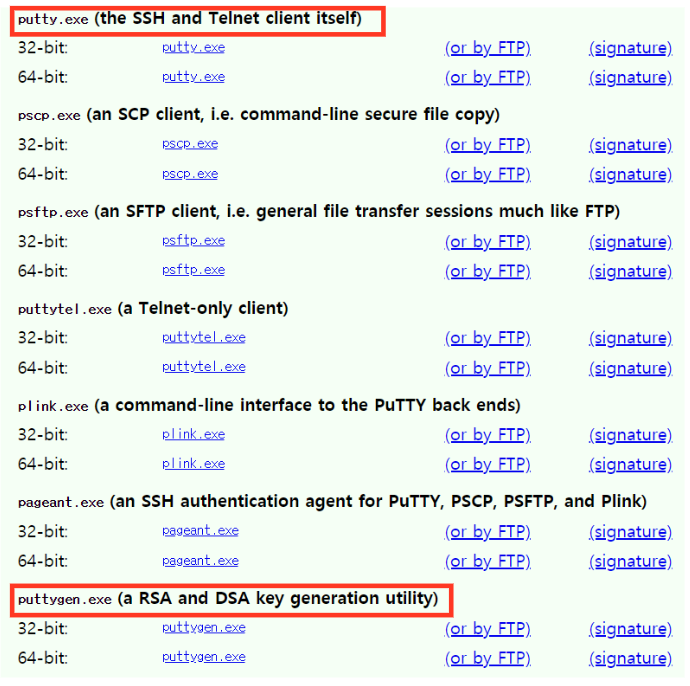 putty.exe (the SSH and Telnet client itself)
32-bit: putty.exe (or by FTP) (signature)
64-bit: putty.exe (or by FTP) (signature)
pscp.exe (an SCP client, i.e. command-line secure file copy)
32-bit: pscp.exe (or by FTP) (signature)
64-bit: pscp.exe (or by FTP) (signature)
psftp.exe (an SFTP client, i.e. general file transfer sessions much like FTP)
32-bit: psftp.exe (or by FTP) (signature)
64-bit: psftp.exe (or by FTP) (signature)
puttytel.exe (a Telnet-only client)
32-bit: puttytel.exe (or by FTP) (signature)
64-bit: puttytel.exe (or by FTP) (signature)
plink.exe (a command-line interface to the PuTTY back ends)
32-bit: plink.exe (or by FTP) (signature)
64-bit: plink.exe (or by FTP) (signature)
pageant.exe (an SSH authentication agent for PuTTY, PSCP, PSFTP, and Plink)
32-bit: pageant.exe (or by FTP) (signature)
64-bit: pageant.exe (or by FTP) (signature)
puttygen.exe (a RSA and DSA key generation utility)
32-bit: puttygen.exe (or by FTP) (signature)
64-bit: puttygen.exe (or by FTP) (signature)